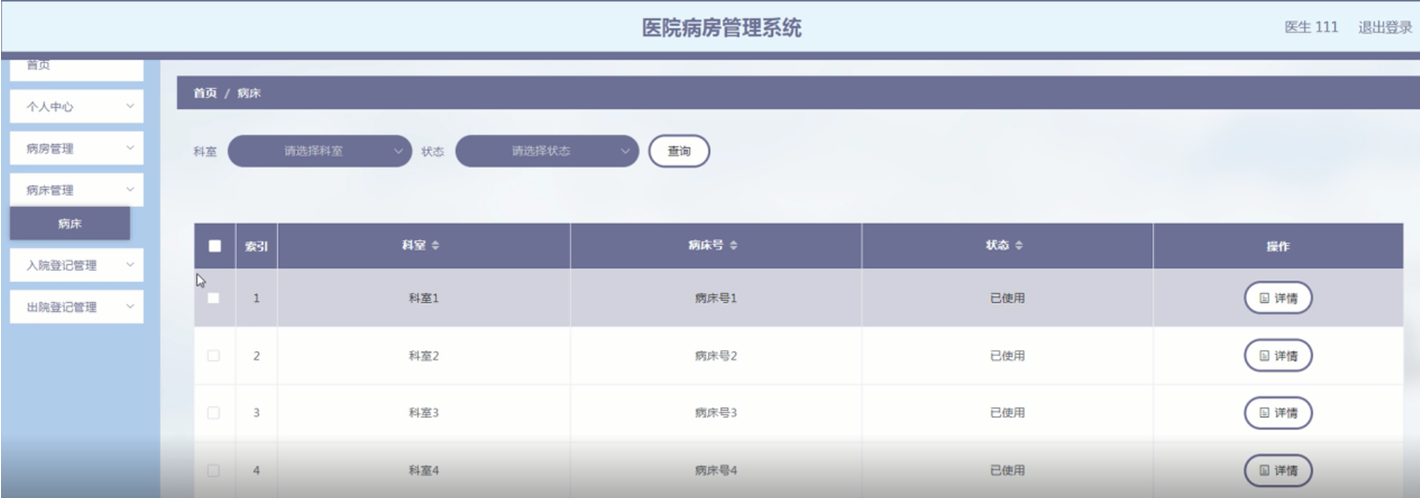 医院病房管理系统
医生 111 退出登录
首页
个人中心
病房管理
病床管理
病床
入院登记管理
出院登记管理
首页 / 病床
科室 请选择科室 状态 请选择状态 查询
索引 科室 病床号 状态 操作
1 科室1 病床号1 已使用 详情
2 科室2 病床号2 已使用 详情
3 科室3 病床号3 已使用 详情
4 科室4 病床号4 已使用 详情